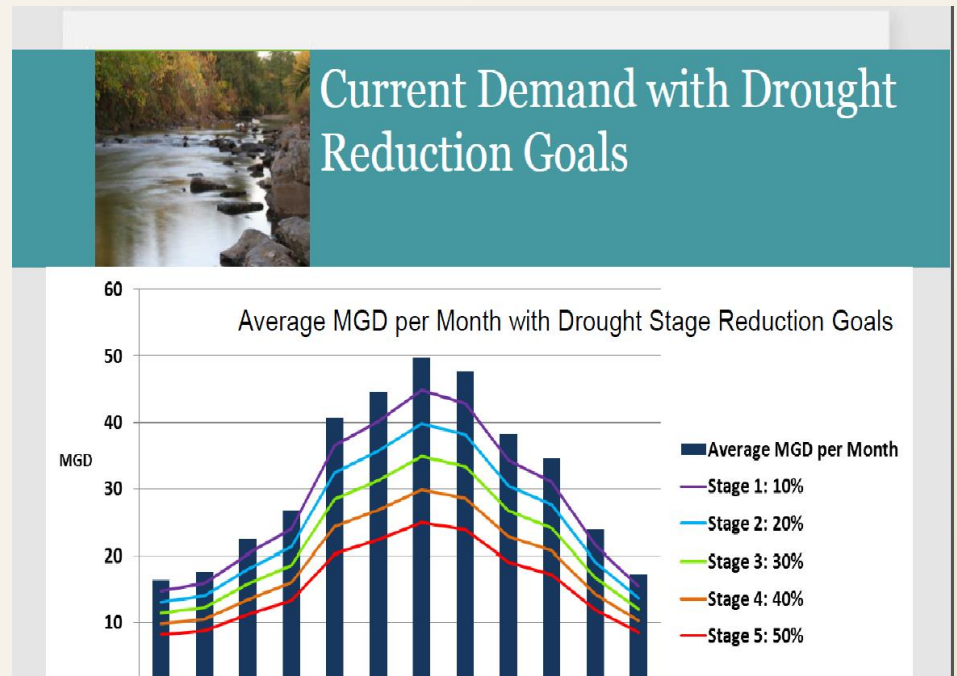 Current Demand with Drought
Reduction Goals
Average MGD per Month with Drought Stage Reduction Goals
60
50
40
30
20
10
MGD
Average MGD per Month
Stage 1: 10%
Stage 2: 20%
Stage 3: 30%
Stage 4: 40%
Stage 5: 50%